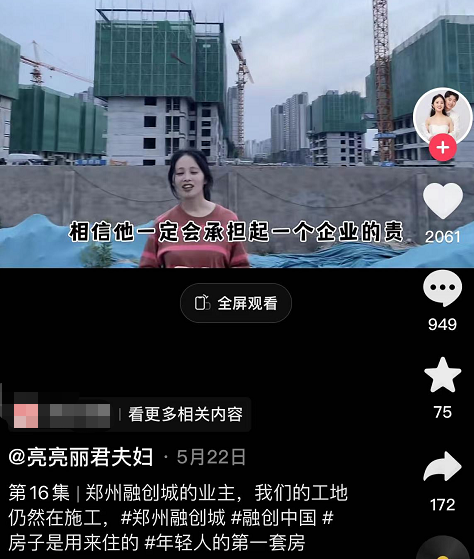 相信他一定会承担起一个企业的责
2061
全屏观看
949
75
看更多相关内容
@亮亮丽君夫妇 · 5月22日
172
第16集 | 郑州融创城的业主，我们的工地
仍然在施工，#郑州融创城 #融创中国 #
房子是用来住的 #年轻人的第一套房